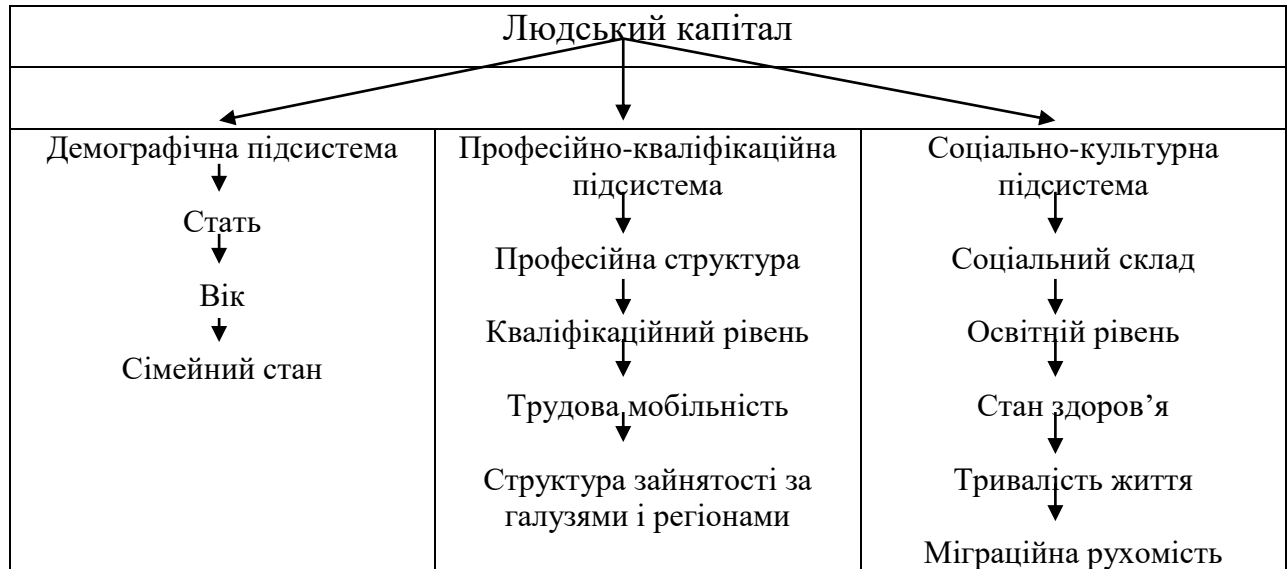 Людський капітал
Демографічна підсистема
Стать
Вік
Сімейний стан
Професійно-кваліфікаційна
підсистема
Професійна структура
Кваліфікаційний рівень
Трудова мобільність
Структура зайнятості за
галузями і регіонами
Соціально-культурна
підсистема
Соціальний склад
Освітній рівень
Стан здоров’я
Тривалість життя
Міграційна рухомість